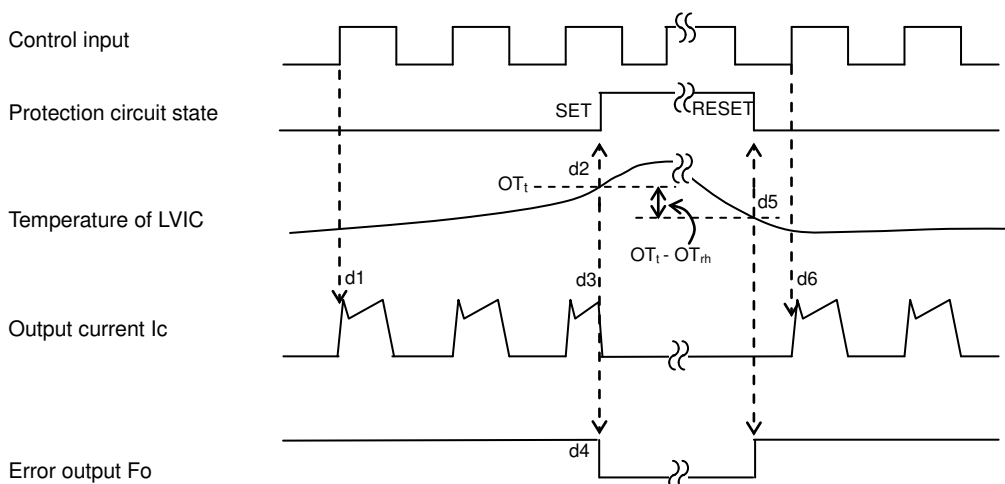 Control input
Protection circuit state
SET
RESET
d2
OTₜ
d5
Temperature of LVIC
OTₜ - OTᵣₕ
d1
d3
d6
Output current Ic
d4
Error output Fo